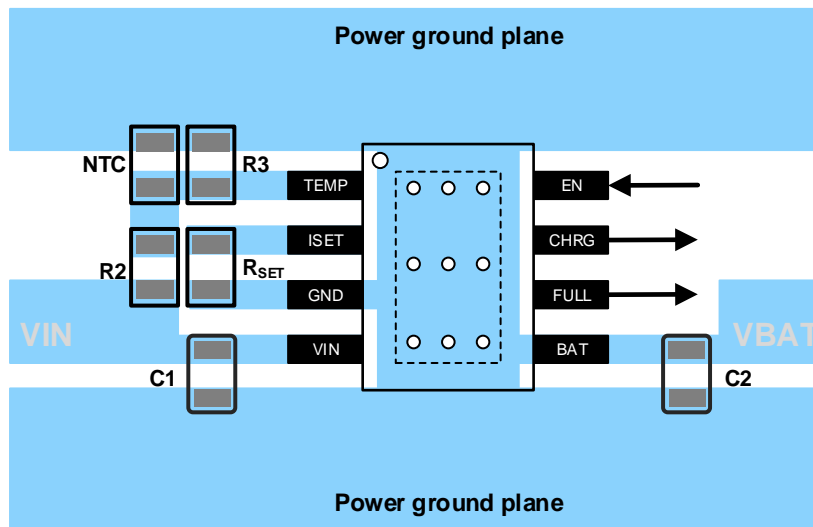 Power ground plane
NTC
R3
TEMP
EN
ISET
CHRG
R2
RSET
GND
FULL
VIN
VBAT
VIN
BAT
C1
C2
Power ground plane